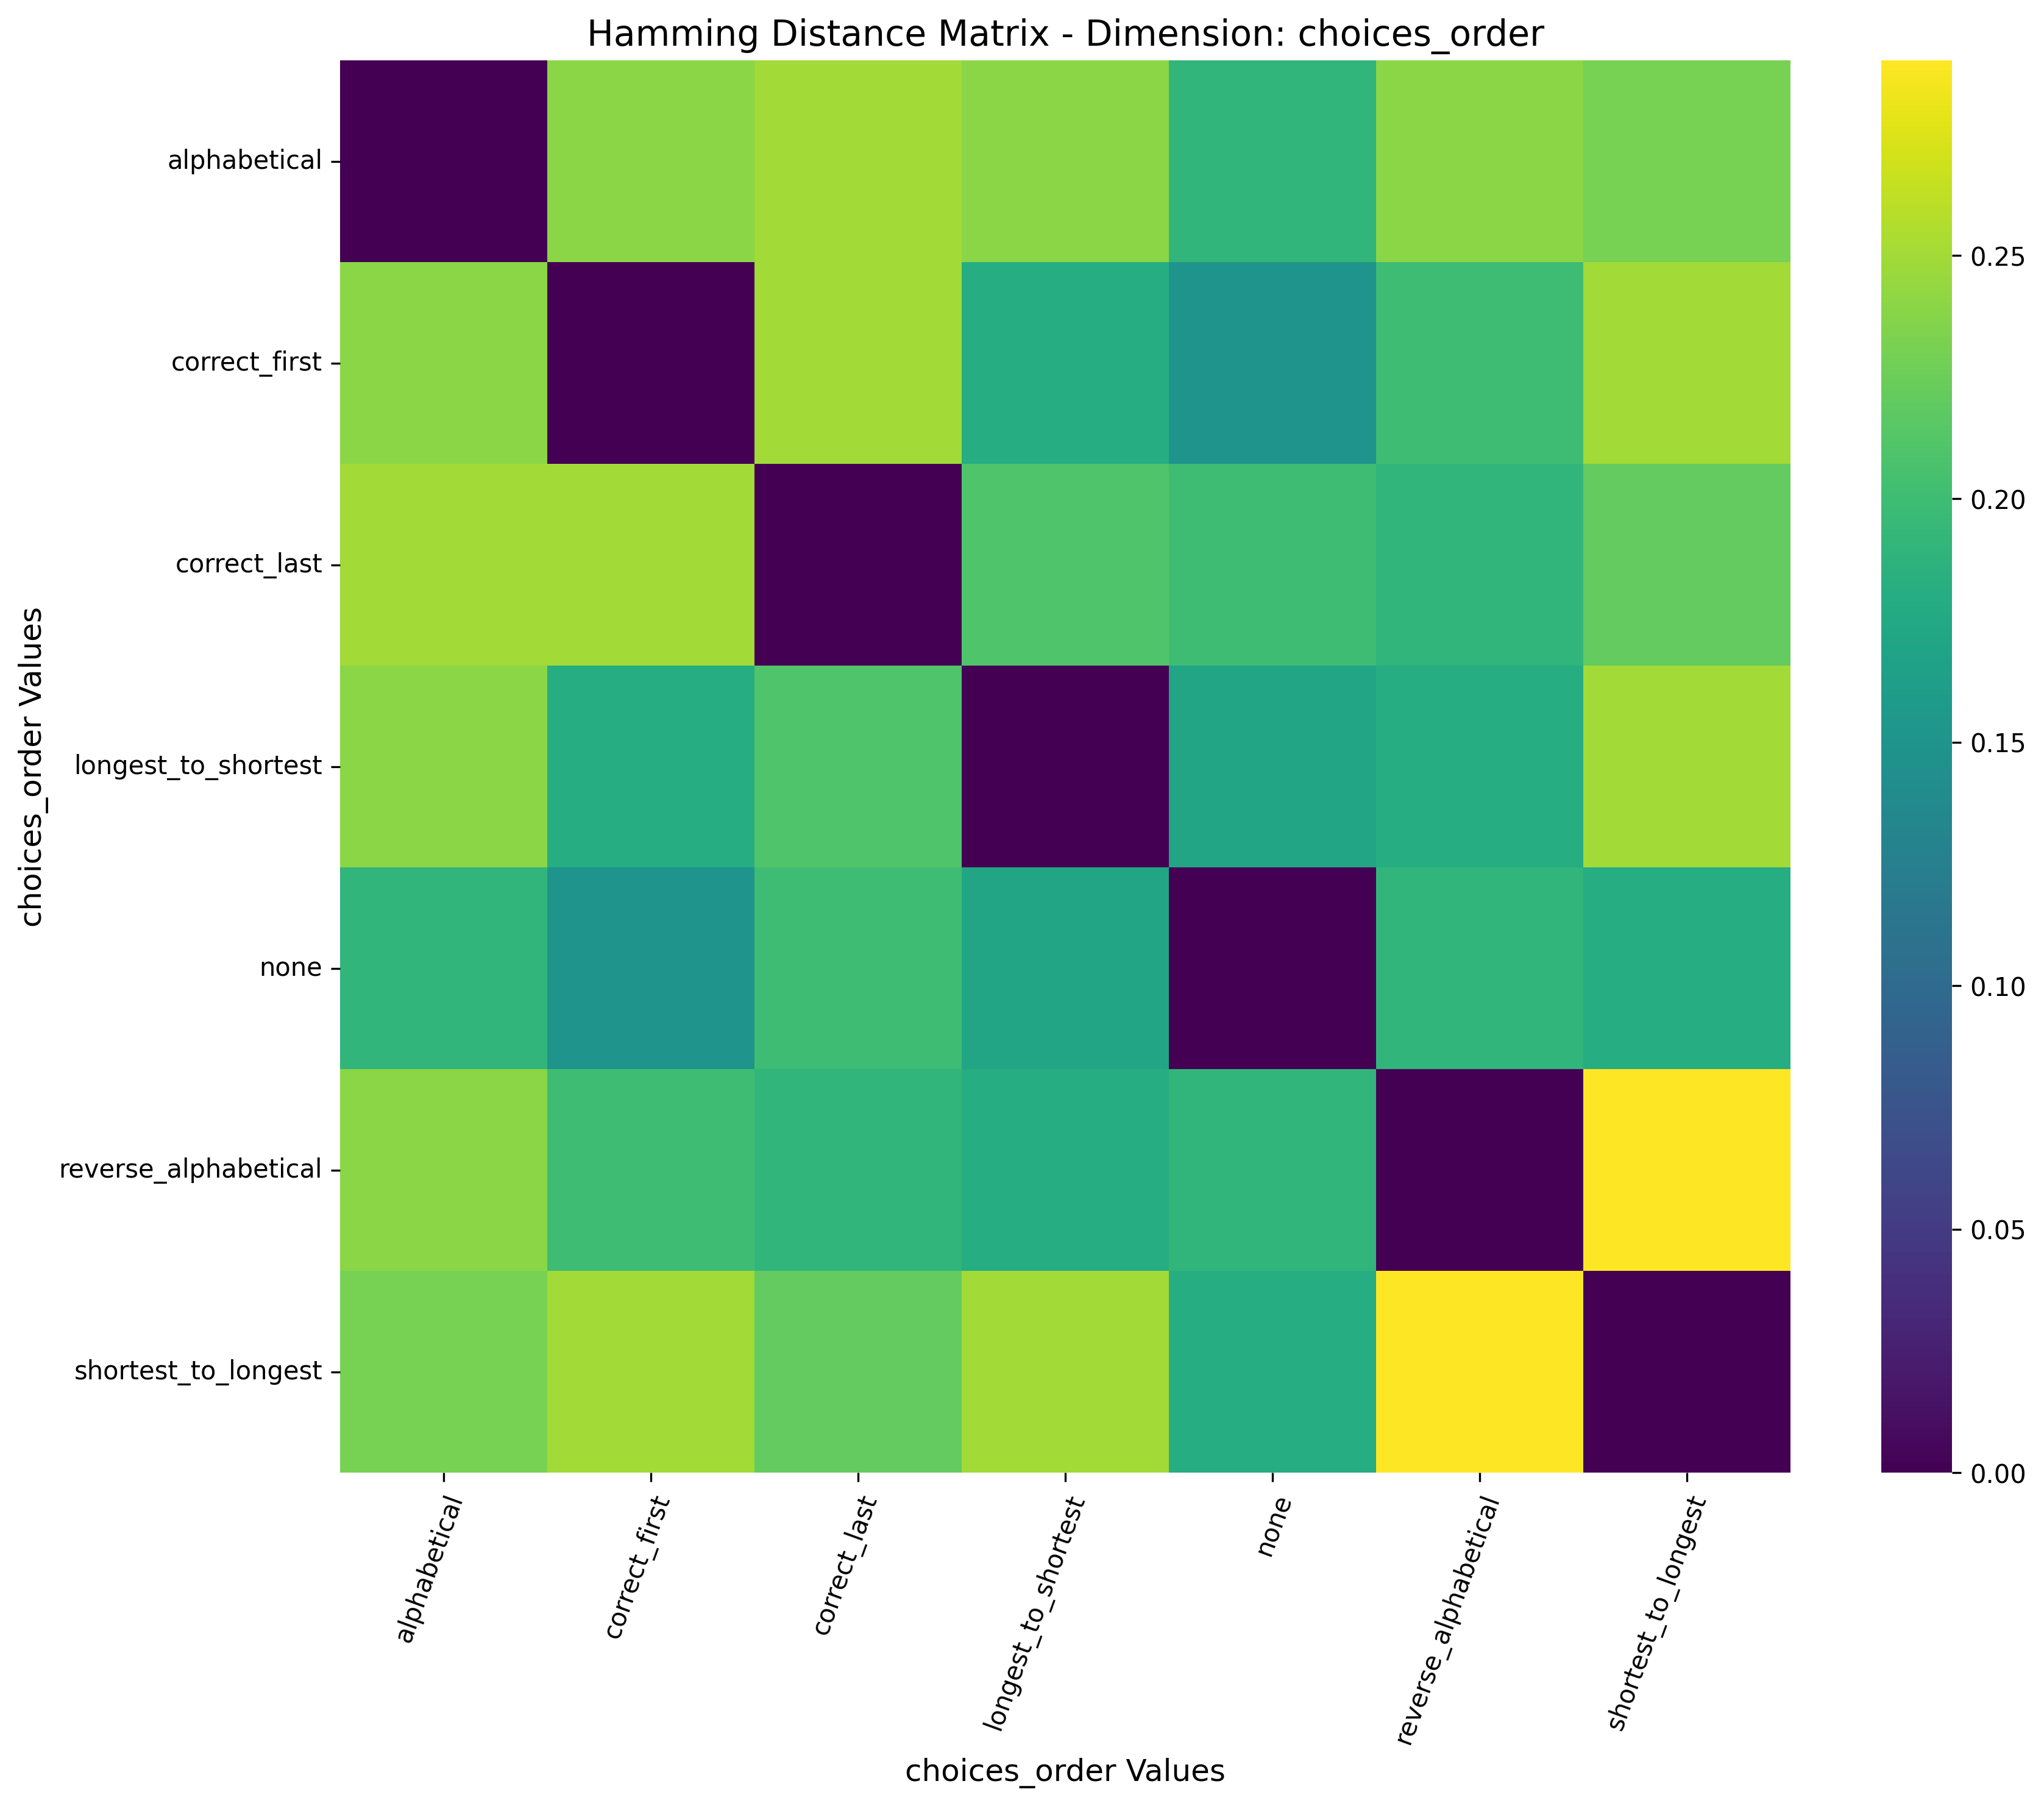 Hamming Distance Matrix - Dimension: choices_order
choices_order Values
alphabetical
correct_first
correct_last
longest_to_shortest
none
reverse_alphabetical
shortest_to_longest
0.25
0.20
0.15
0.10
0.05
0.00
alphabetical
correct_first
correct_last
longest_to_shortest
none
reverse_alphabetical
shortest_to_longest
choices_order Values